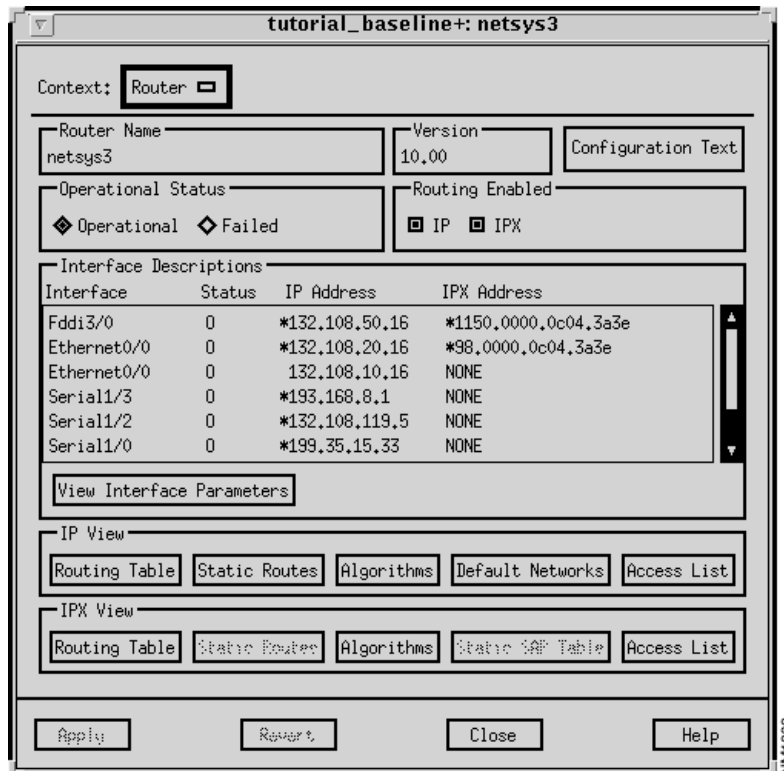 tutorial_baseline+: netsys3
Context: Router
Router Name
netsys3
Version
10.00
Configuration Text
Operational Status
Operational Failed
Routing Enabled
IP IPX
Interface Descriptions
Interface Status IP Address IPX Address
Fddi3/0 0 *132.108.50.16 *1150.0000.0c04.3a3e
Ethernet0/0 0 *132.108.20.16 *98.0000.0c04.3a3e
Ethernet0/0 0 132.108.10.16 NONE
Serial1/3 0 *193.168.8.1 NONE
Serial1/2 0 *132.108.119.5 NONE
Serial1/0 0 *199.35.15.33 NONE
View Interface Parameters
IP View
Routing Table Static Routes Algorithms Default Networks Access List
IPX View
Routing Table Static Routes Algorithms Static SAP Table Access List
Apply Revert Close Help